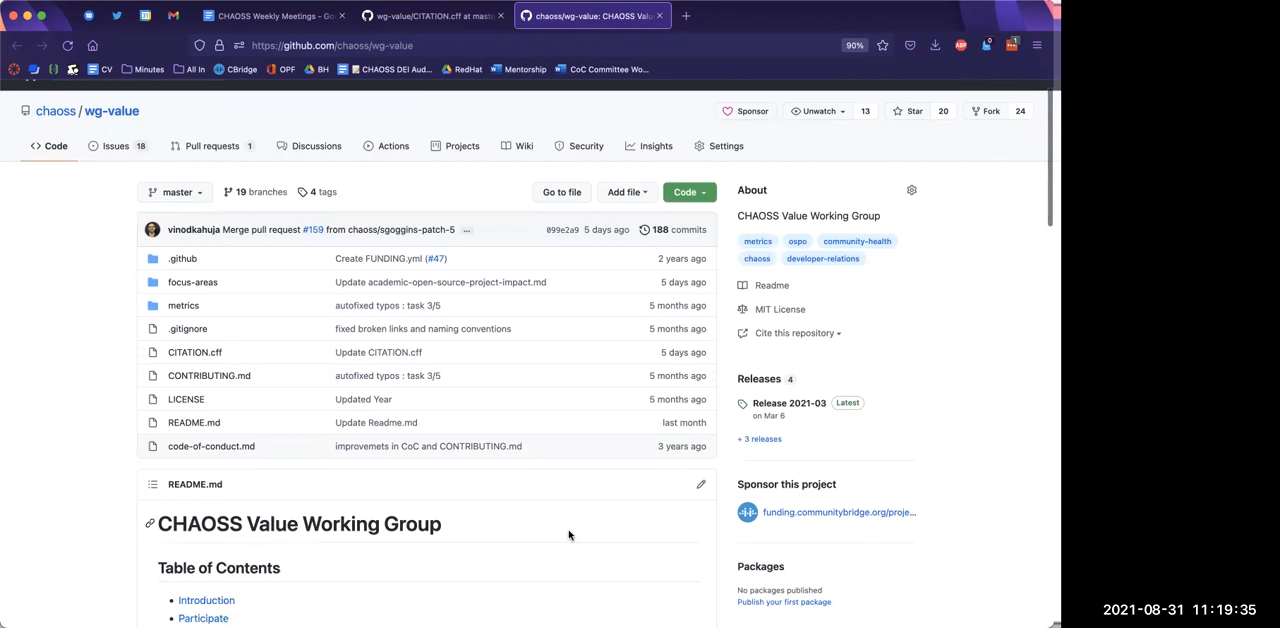 CHAOSS Weekly Meetings - Go
wg-value/CITATION.cff at mast
chaoss/wg-value: CHAOSS Valu
https://github.com/chaoss/wg-value
90%
ABP
0
1
CV
Minutes
All In
CBridge
OPF
BH
CHAOSS DEI Aud...
RedHat
Mentorship
CoC Committee Wo...
chaoss / wg-value
Sponsor
Unwatch
13
Star
20
Fork
24
Code
Issues 18
Pull requests 1
Discussions
Actions
Projects
Wiki
Security
Insights
Settings
master
19 branches
4 tags
Go to file
Add file
Code
vinodkahuja Merge pull request #159 from chaoss/sgoggins-patch-5 ...
099e2a9 5 days ago
188 commits
.github Create FUNDING.yml (#47) 2 years ago
focus-areas Update academic-open-source-project-impact.md 5 days ago
metrics autofixed typos : task 3/5 5 months ago
.gitignore fixed broken links and naming conventions 5 months ago
CITATION.cff Update CITATION.cff 5 days ago
CONTRIBUTING.md autofixed typos : task 3/5 5 months ago
LICENSE Updated Year 5 months ago
README.md Update Readme.md last month
code-of-conduct.md improvemets in CoC and CONTRIBUTING.md 3 years ago
README.md
CHAOSS Value Working Group
Table of Contents
Introduction
Participate
About
CHAOSS Value Working Group
metrics ospo community-health
chaoss developer-relations
Readme
MIT License
Cite this repository
Releases 4
Release 2021-03 Latest
on Mar 6
+ 3 releases
Sponsor this project
funding.communitybridge.org/proje...
Packages
No packages published
Publish your first package
2021-08-31 11:19:35